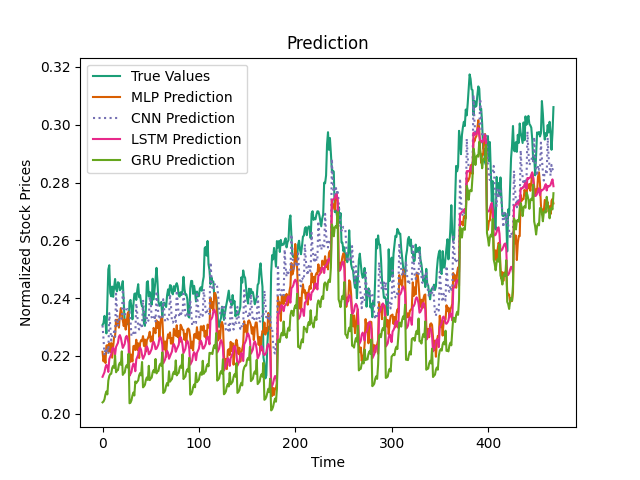 Prediction
0.32
0.30
0.28
0.26
0.24
0.22
0.20
Normalized Stock Prices
True Values
MLP Prediction
CNN Prediction
LSTM Prediction
GRU Prediction
0
100
200
300
400
Time